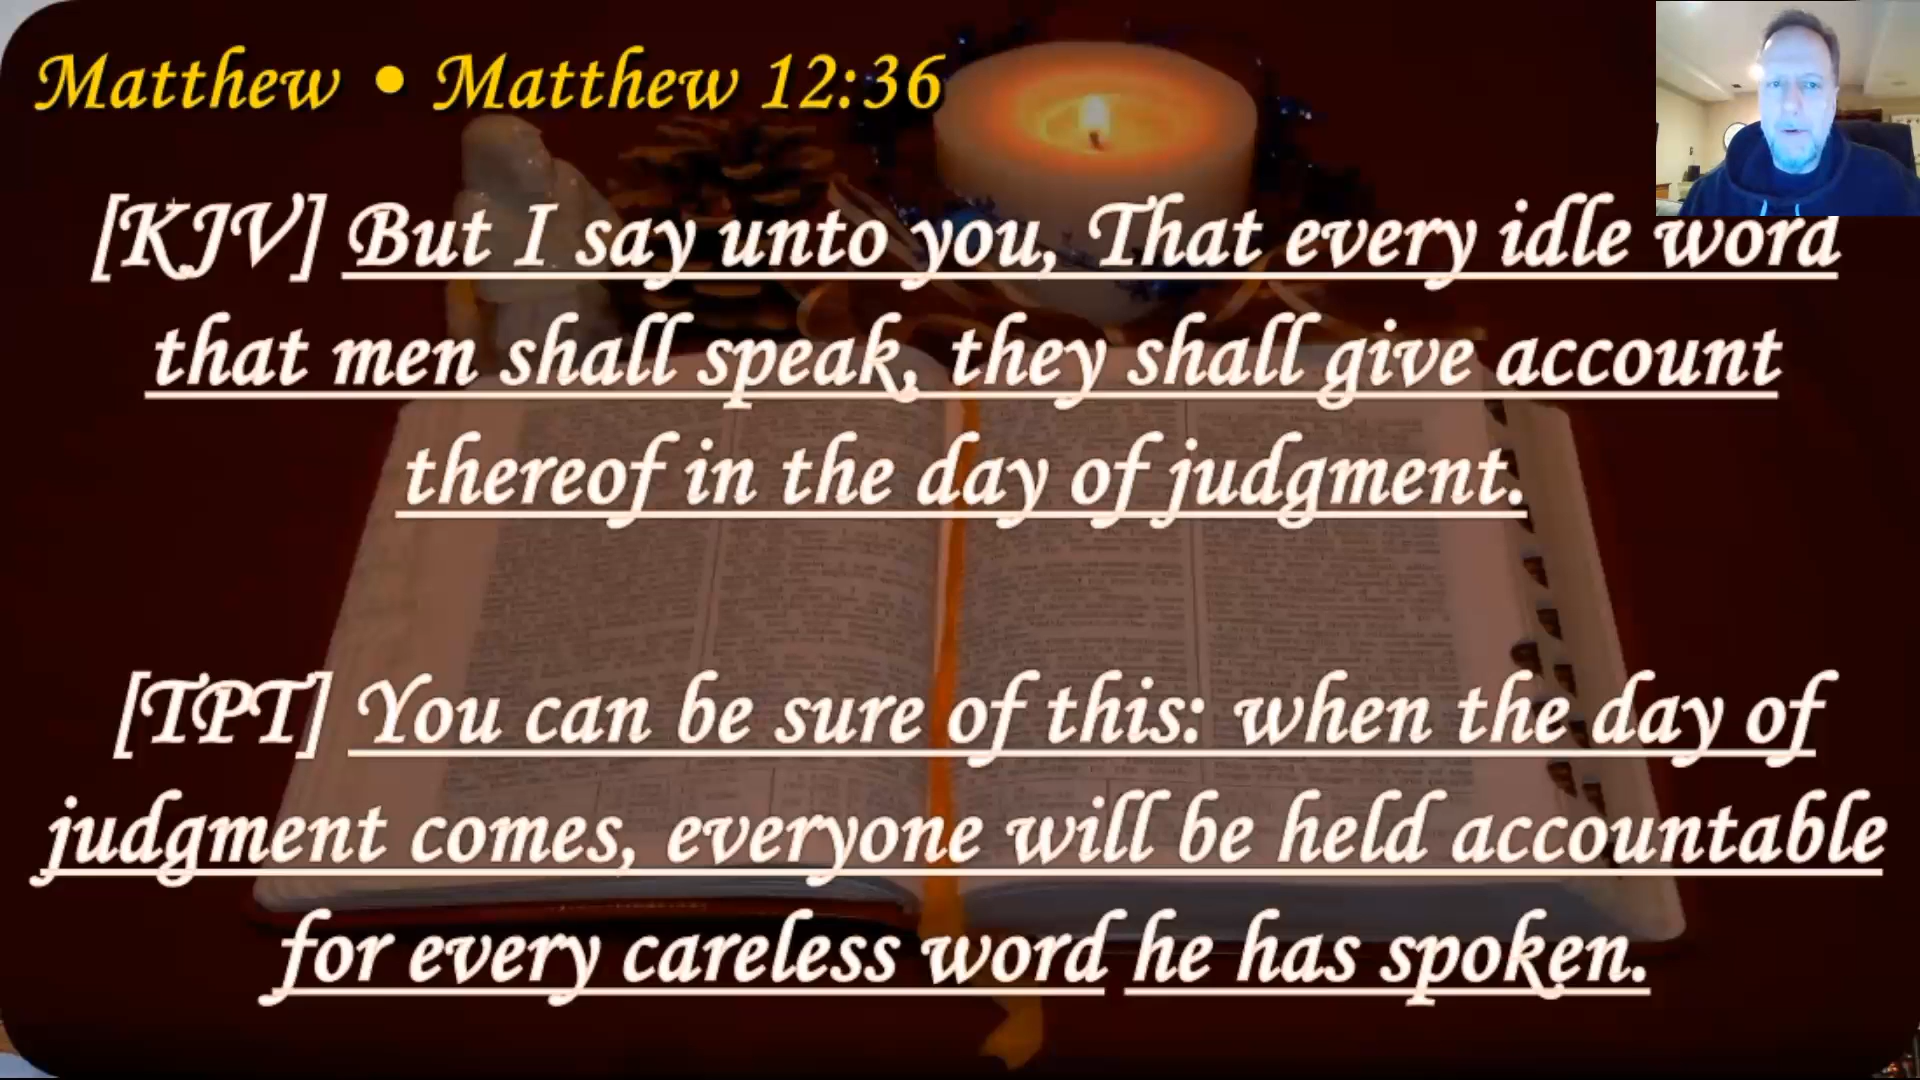 Matthew • Matthew 12:36
[KJV] But I say unto you, That every idle word
that men shall speak, they shall give account
thereof in the day of judgment.
[TPT] You can be sure of this: when the day of
judgment comes, everyone will be held accountable
for every careless word he has spoken.